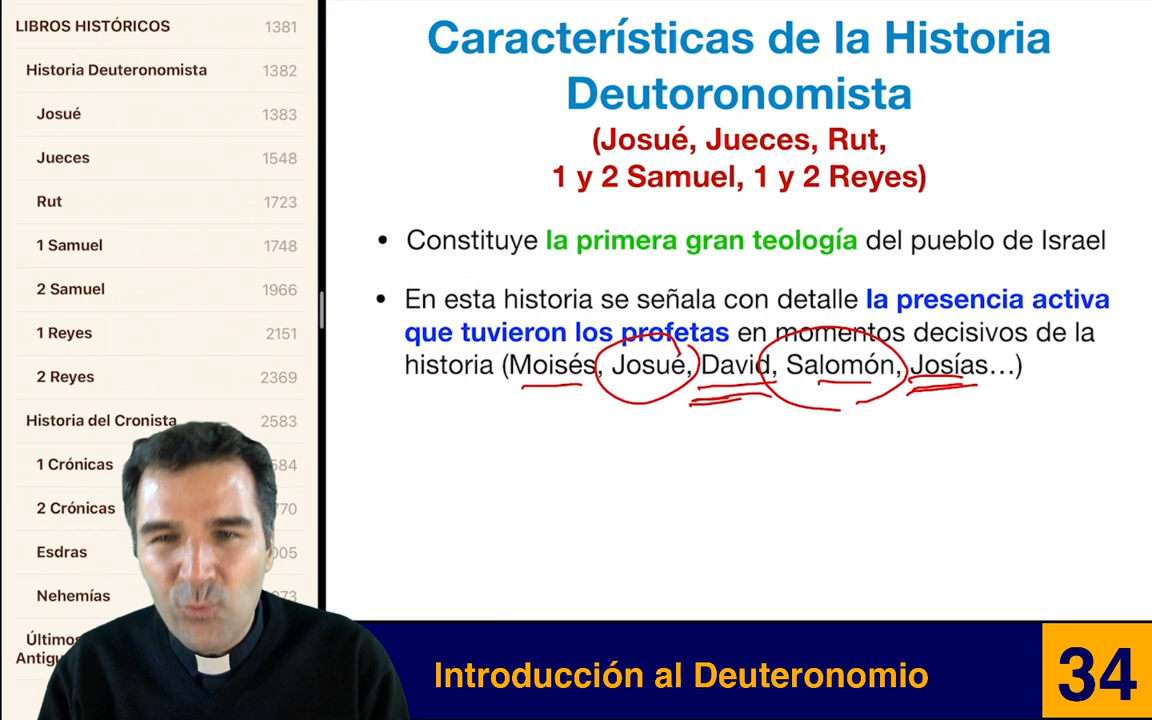 LIBROS HISTÓRICOS 1381
Historia Deuteronomista 1382
Josué 1383
Jueces 1548
Rut 1723
1 Samuel 1748
2 Samuel 1966
1 Reyes 2151
2 Reyes 2369
Historia del Cronista 2583
1 Crónicas 584
2 Crónicas 70
Esdras 005
Nehemías
Últimos
Características de la Historia
Deutoronomista
(Josué, Jueces, Rut,
1 y 2 Samuel, 1 y 2 Reyes)
• Constituye la primera gran teología del pueblo de Israel
• En esta historia se señala con detalle la presencia activa
que tuvieron los profetas en momentos decisivos de la
historia (Moisés, Josué, David, Salomón, Josías...)
Introducción al Deuteronomio
34